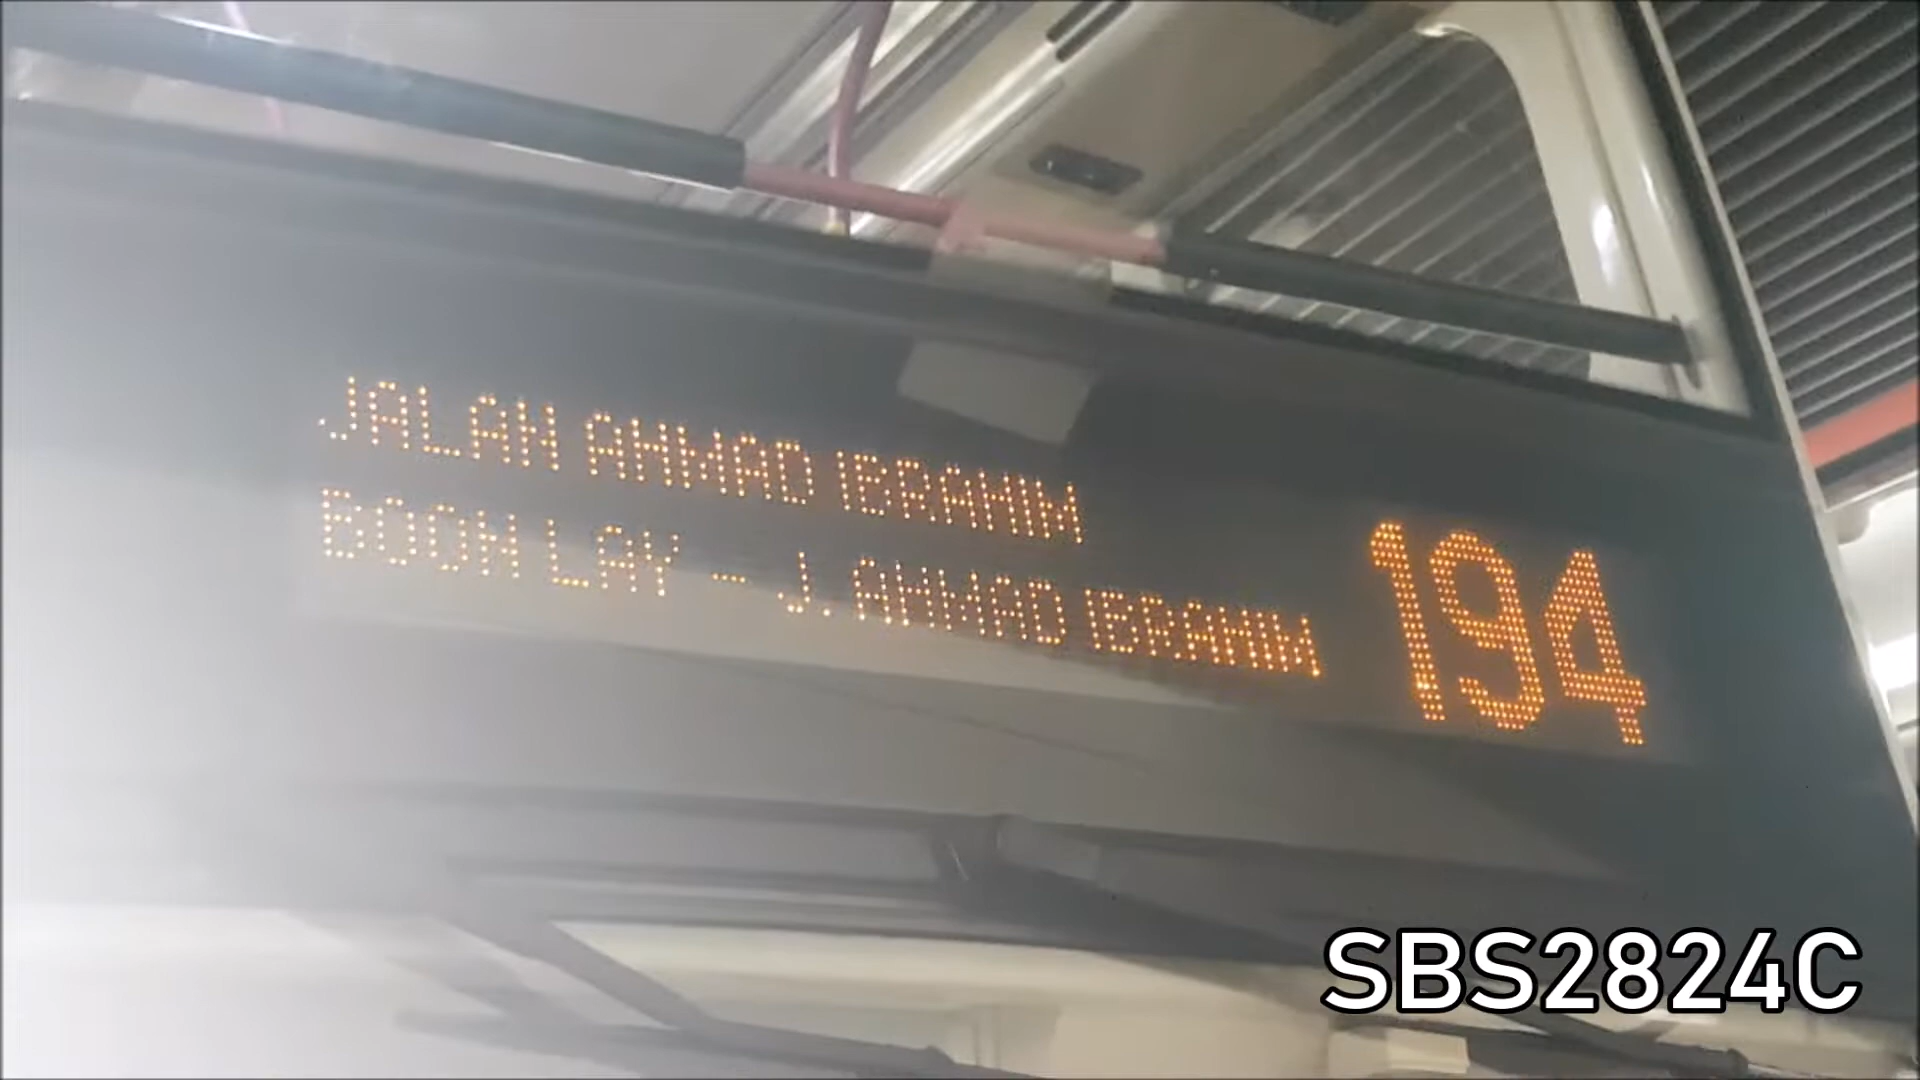 JALAN AHMAD IBRAHIM
BOON LAY - J. AHMAD IBRAHIM
194
SBS2824C